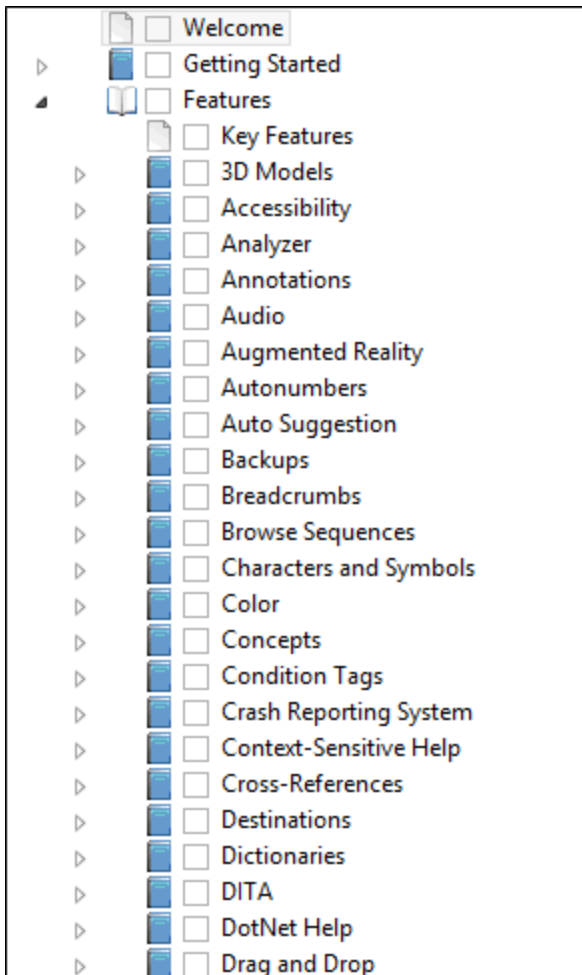 Welcome
Getting Started
Features
Key Features
3D Models
Accessibility
Analyzer
Annotations
Audio
Augmented Reality
Autonumbers
Auto Suggestion
Backups
Breadcrumbs
Browse Sequences
Characters and Symbols
Color
Concepts
Condition Tags
Crash Reporting System
Context-Sensitive Help
Cross-References
Destinations
Dictionaries
DITA
DotNet Help
Drag and Drop